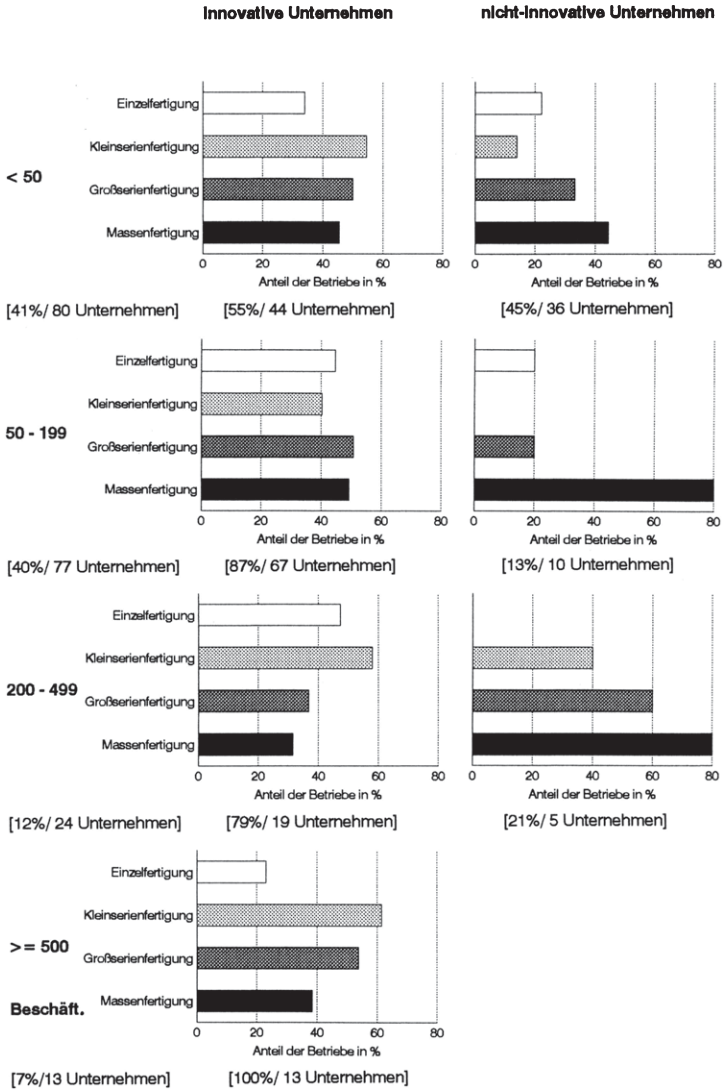 Innovative Unternehmen nicht-innovative Unternehmen
Einzelfertigung
Kleinserienfertigung
< 50
Großserienfertigung
Massenfertigung
0 20 40 60 80 0 20 40 60 80
Anteil der Betriebe in % Anteil der Betriebe in %
[41%/ 80 Unternehmen] [55%/ 44 Unternehmen] [45%/ 36 Unternehmen]
Einzelfertigung
Kleinserienfertigung
50 - 199
Großserienfertigung
Massenfertigung
0 20 40 60 80 0 20 40 60 80
Anteil der Betriebe in % Anteil der Betriebe in %
[40%/ 77 Unternehmen] [87%/ 67 Unternehmen] [13%/ 10 Unternehmen]
Einzelfertigung
Kleinserienfertigung
200 - 499
Großserienfertigung
Massenfertigung
0 20 40 60 80 0 20 40 60 80
Anteil der Betriebe in % Anteil der Betriebe in %
[12%/ 24 Unternehmen] [79%/ 19 Unternehmen] [21%/ 5 Unternehmen]
Einzelfertigung
Kleinserienfertigung
>= 500
Großserienfertigung
Massenfertigung
Beschäft.
0 20 40 60 80
Anteil der Betriebe in %
[7%/13 Unternehmen] [100%/ 13 Unternehmen]